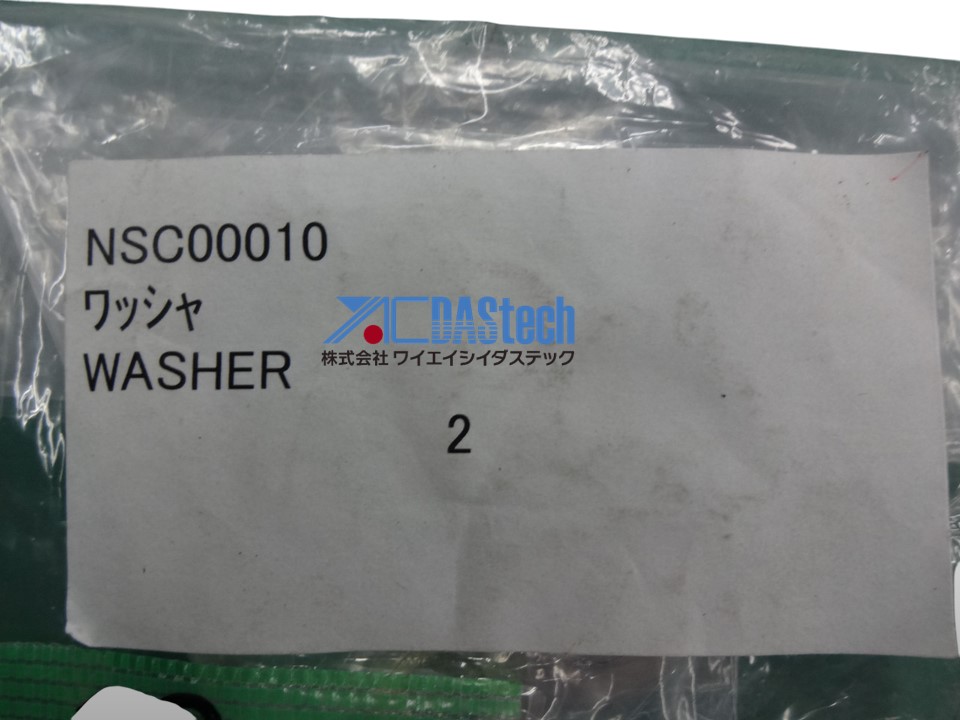 NSC00010
ワッシャ
WASHER
YAC DAStech
株式会社 ワイエイシイダステック
2